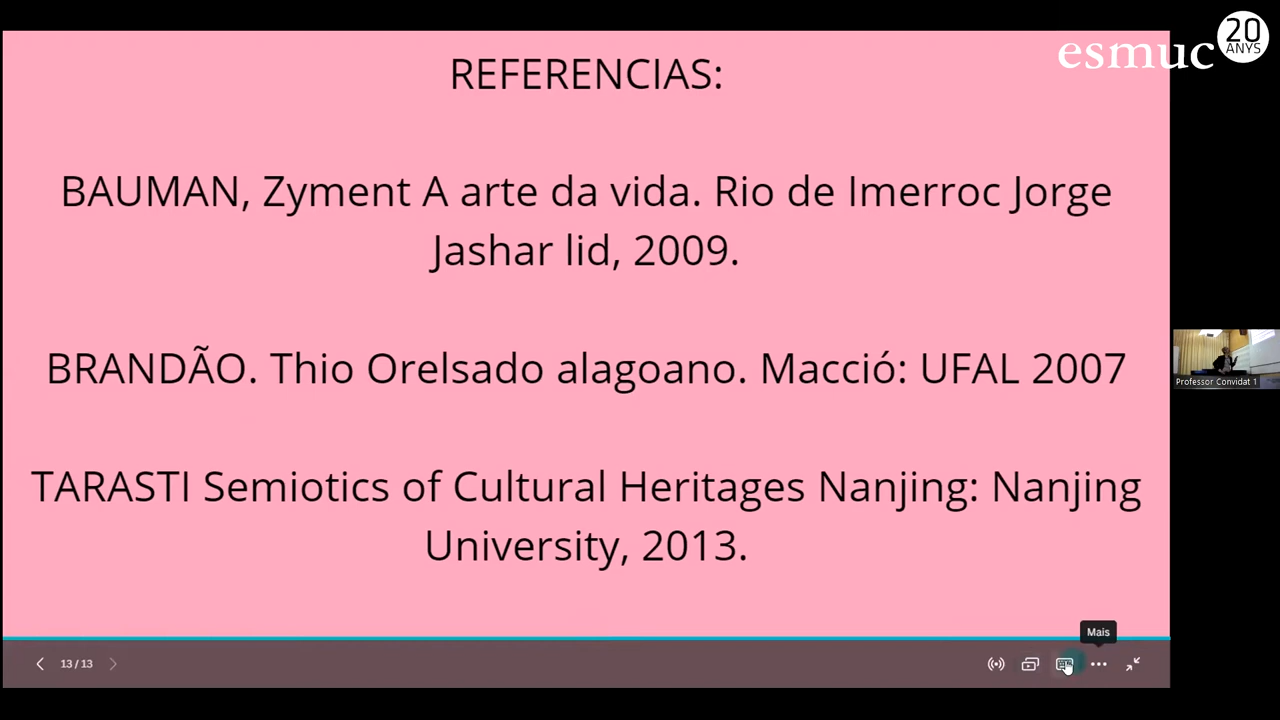 esmuc
20
ANYS
REFERENCIAS:
BAUMAN, Zyment A arte da vida. Rio de Imerroc Jorge
Jashar lid, 2009.
BRANDÃO. Thio Orelsado alagoano. Macció: UFAL 2007
TARASTI Semiotics of Cultural Heritages Nanjing: Nanjing
University, 2013.
Professor Convidat 1
Mais
13 / 13